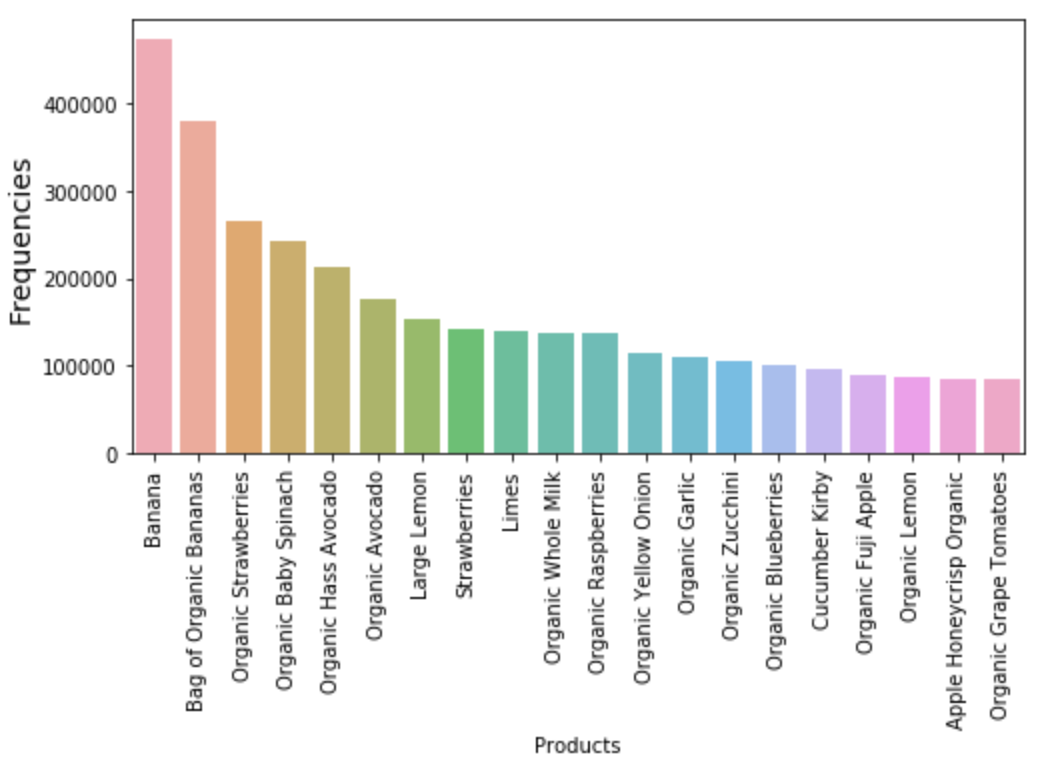 Frequencies
400000
300000
200000
100000
0
Banana
Bag of Organic Bananas
Organic Strawberries
Organic Baby Spinach
Organic Hass Avocado
Organic Avocado
Large Lemon
Strawberries
Limes
Organic Whole Milk
Organic Raspberries
Organic Yellow Onion
Organic Garlic
Organic Zucchini
Organic Blueberries
Cucumber Kirby
Organic Fuji Apple
Organic Lemon
Apple Honeycrisp Organic
Organic Grape Tomatoes
Products